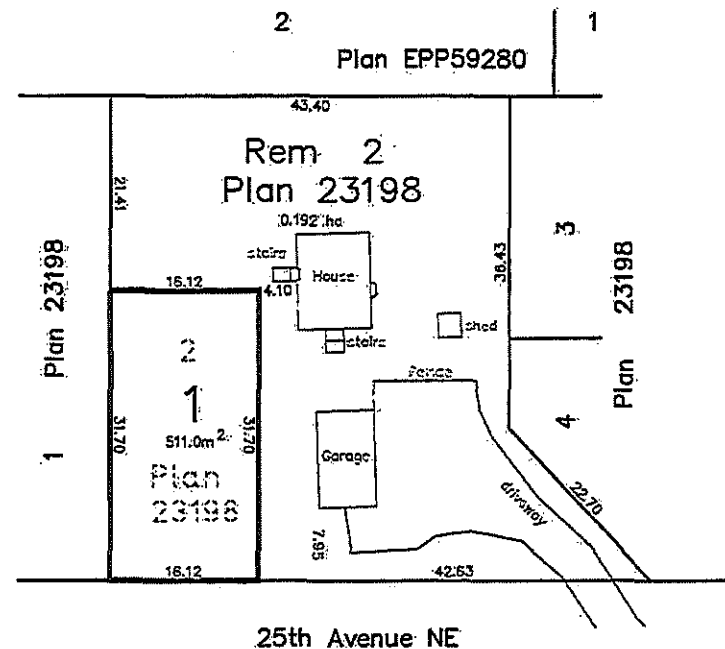 2
1
Plan EPP59280
43.40
Rem 2
Plan 23198
0.192 ha
21.41
stairs
House
16.12
4.10
36.43
3
Plan 23198
1
Plan 23198
shed
stairs
fence
2
1
511.0m²
Plan
23198
31.70
31.70
Garage
4
driveway
22.70
7.95
16.12
42.63
25th Avenue NE